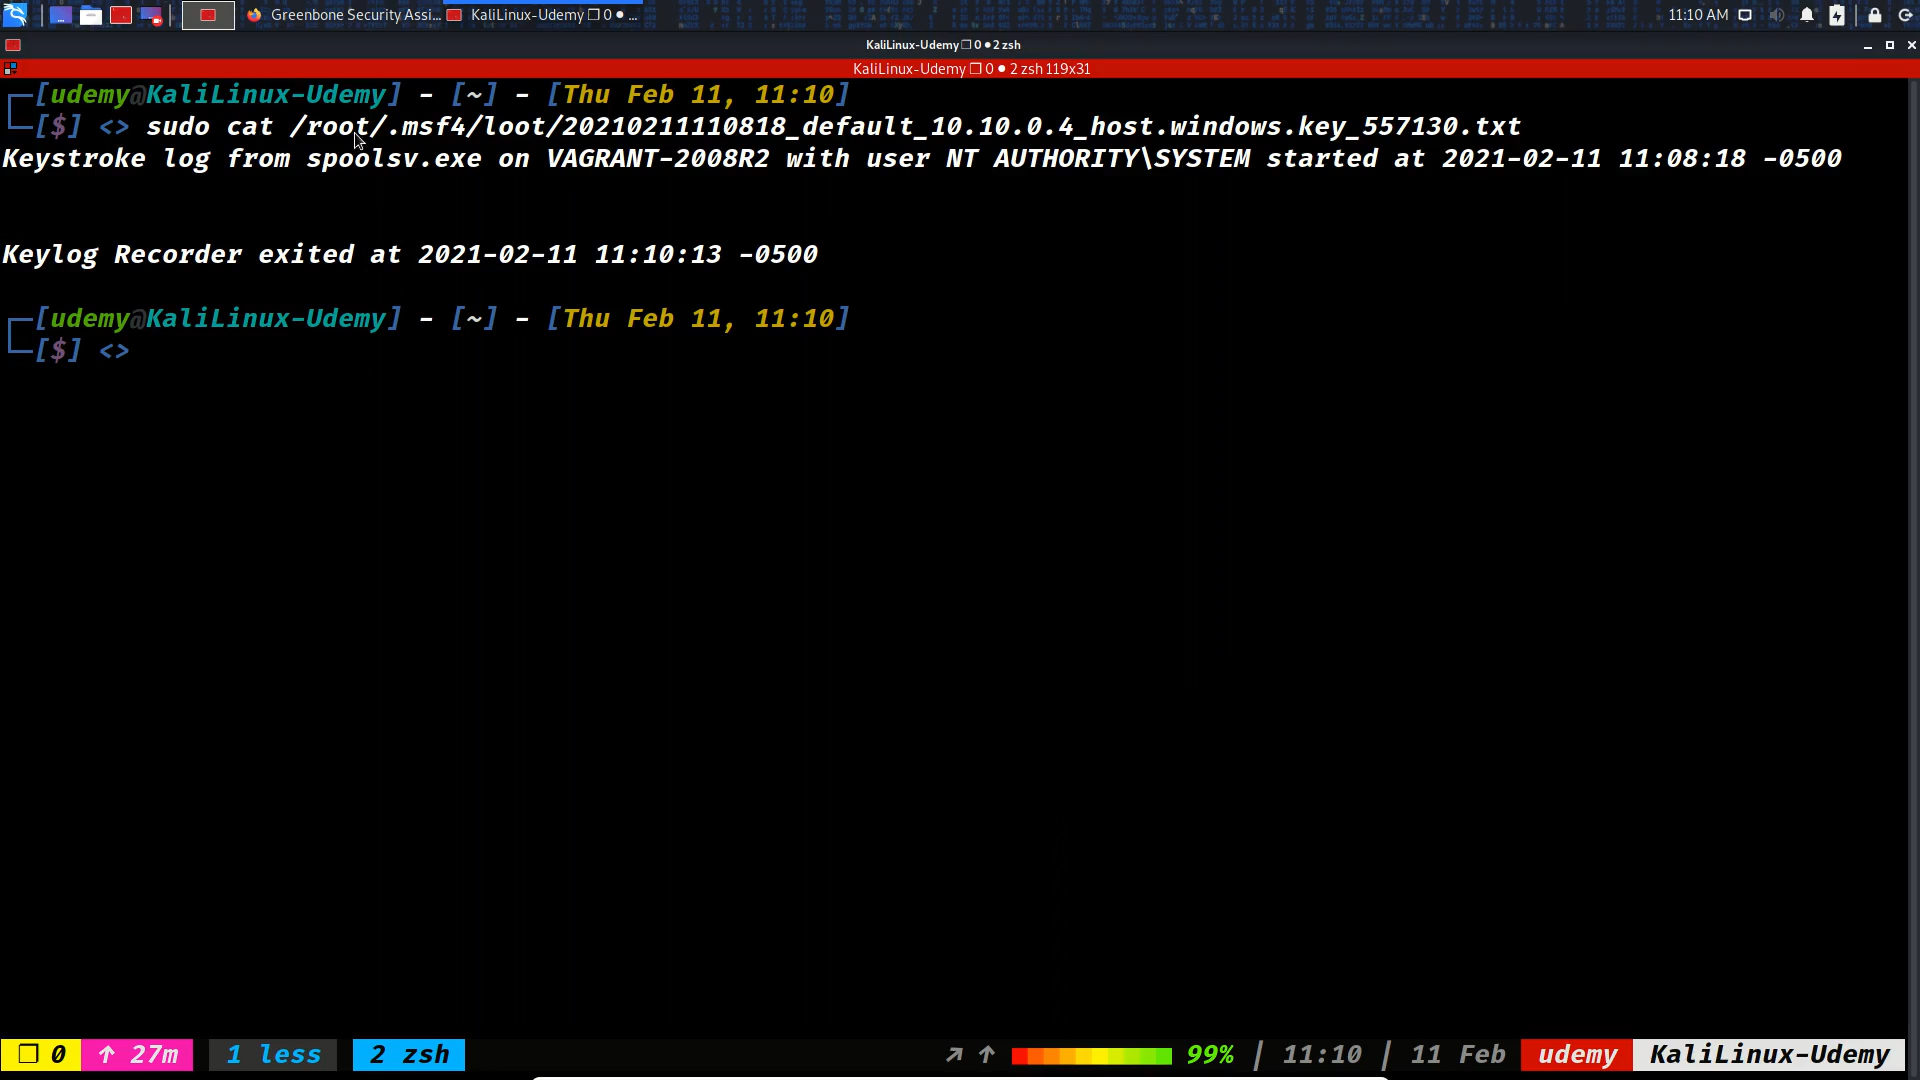 Greenbone Security Assi... KaliLinux-Udemy ❐ 0 ● ... 11:10 AM
KaliLinux-Udemy ❐ 0 ● 2 zsh
KaliLinux-Udemy ❐ 0 ● 2 zsh 119x31
[udemy@KaliLinux-Udemy] - [~] - [Thu Feb 11, 11:10]
[$] <> sudo cat /root/.msf4/loot/20210211110818_default_10.10.0.4_host.windows.key_557130.txt
Keystroke log from spoolsv.exe on VAGRANT-2008R2 with user NT AUTHORITY\SYSTEM started at 2021-02-11 11:08:18 -0500
Keylog Recorder exited at 2021-02-11 11:10:13 -0500
[udemy@KaliLinux-Udemy] - [~] - [Thu Feb 11, 11:10]
[$] <>
❐ 0 ↑ 27m 1 less 2 zsh ↗ ↑ 99% | 11:10 | 11 Feb udemy KaliLinux-Udemy